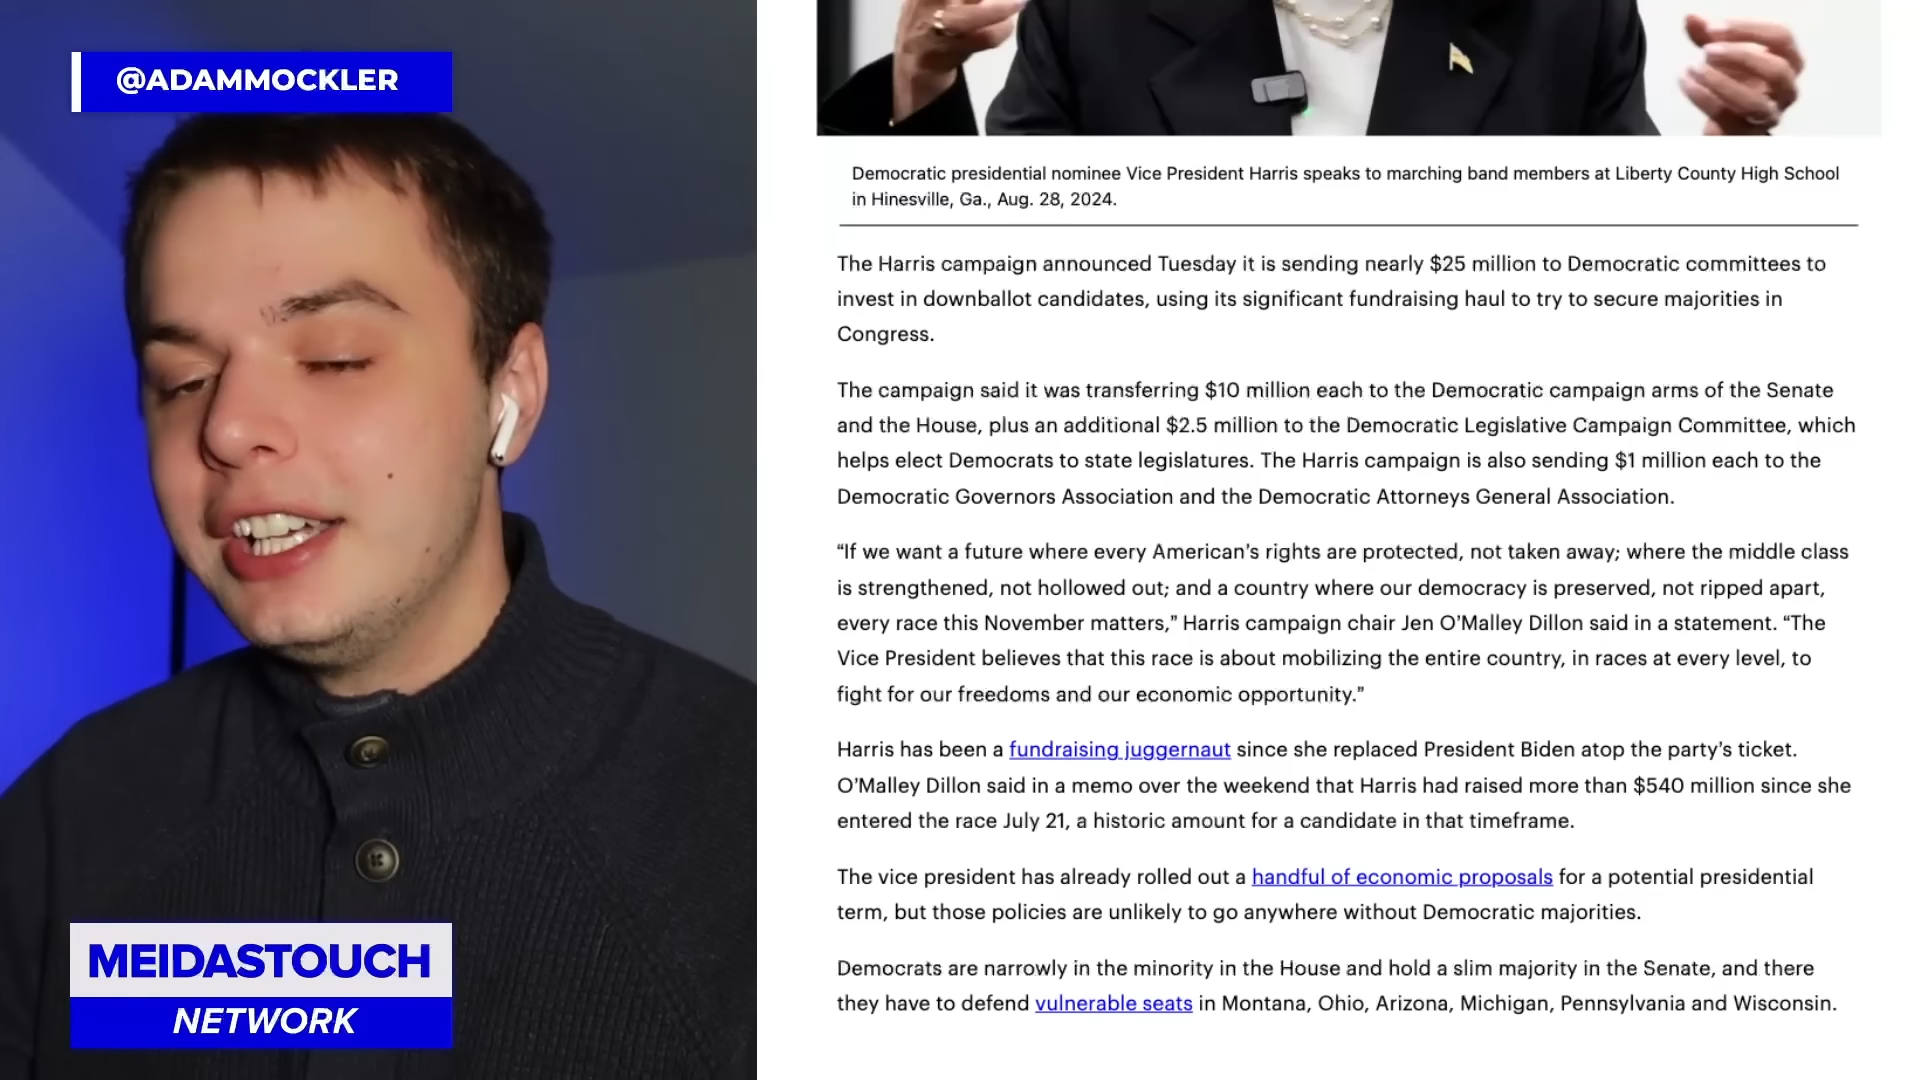 @ADAMMOCKLER
MEIDASTOUCH
NETWORK
Democratic presidential nominee Vice President Harris speaks to marching band members at Liberty County High School
in Hinesville, Ga., Aug. 28, 2024.
The Harris campaign announced Tuesday it is sending nearly $25 million to Democratic committees to
invest in downballot candidates, using its significant fundraising haul to try to secure majorities in
Congress.
The campaign said it was transferring $10 million each to the Democratic campaign arms of the Senate
and the House, plus an additional $2.5 million to the Democratic Legislative Campaign Committee, which
helps elect Democrats to state legislatures. The Harris campaign is also sending $1 million each to the
Democratic Governors Association and the Democratic Attorneys General Association.
“If we want a future where every American’s rights are protected, not taken away; where the middle class
is strengthened, not hollowed out; and a country where our democracy is preserved, not ripped apart,
every race this November matters,” Harris campaign chair Jen O’Malley Dillon said in a statement. “The
Vice President believes that this race is about mobilizing the entire country, in races at every level, to
fight for our freedoms and our economic opportunity.”
Harris has been a fundraising juggernaut since she replaced President Biden atop the party’s ticket.
O’Malley Dillon said in a memo over the weekend that Harris had raised more than $540 million since she
entered the race July 21, a historic amount for a candidate in that timeframe.
The vice president has already rolled out a handful of economic proposals for a potential presidential
term, but those policies are unlikely to go anywhere without Democratic majorities.
Democrats are narrowly in the minority in the House and hold a slim majority in the Senate, and there
they have to defend vulnerable seats in Montana, Ohio, Arizona, Michigan, Pennsylvania and Wisconsin.